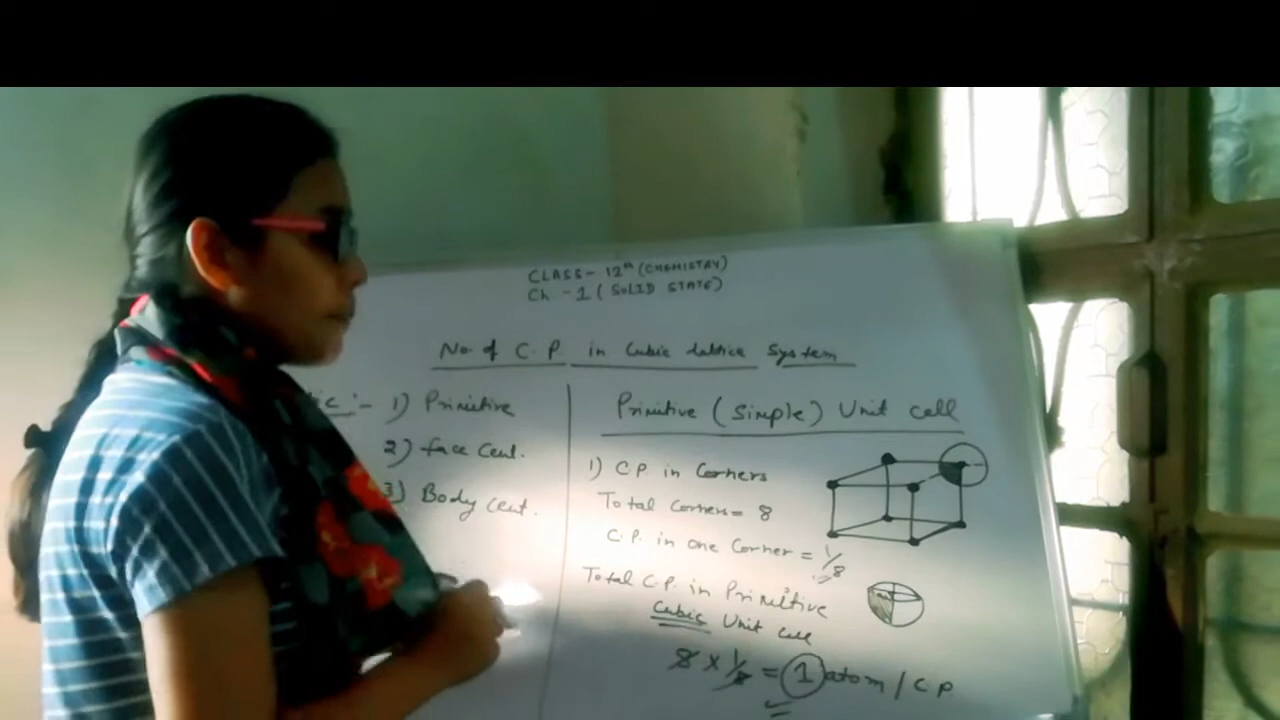 CLASS - 12th (CHEMISTRY)
Ch - 1 ( SOLID STATE)
No. of C.P. in Cubic Lattice System
ic :- 1) Primitive
2) face Cent.
3) Body Cent.
Primitive (Simple) Unit cell
1) C P in Corners
Total Corners = 8
C.P. in one Corner = 1/8
Total C.P. in Primitive
Cubic Unit cell
8 x 1/8 = 1 atom / C P